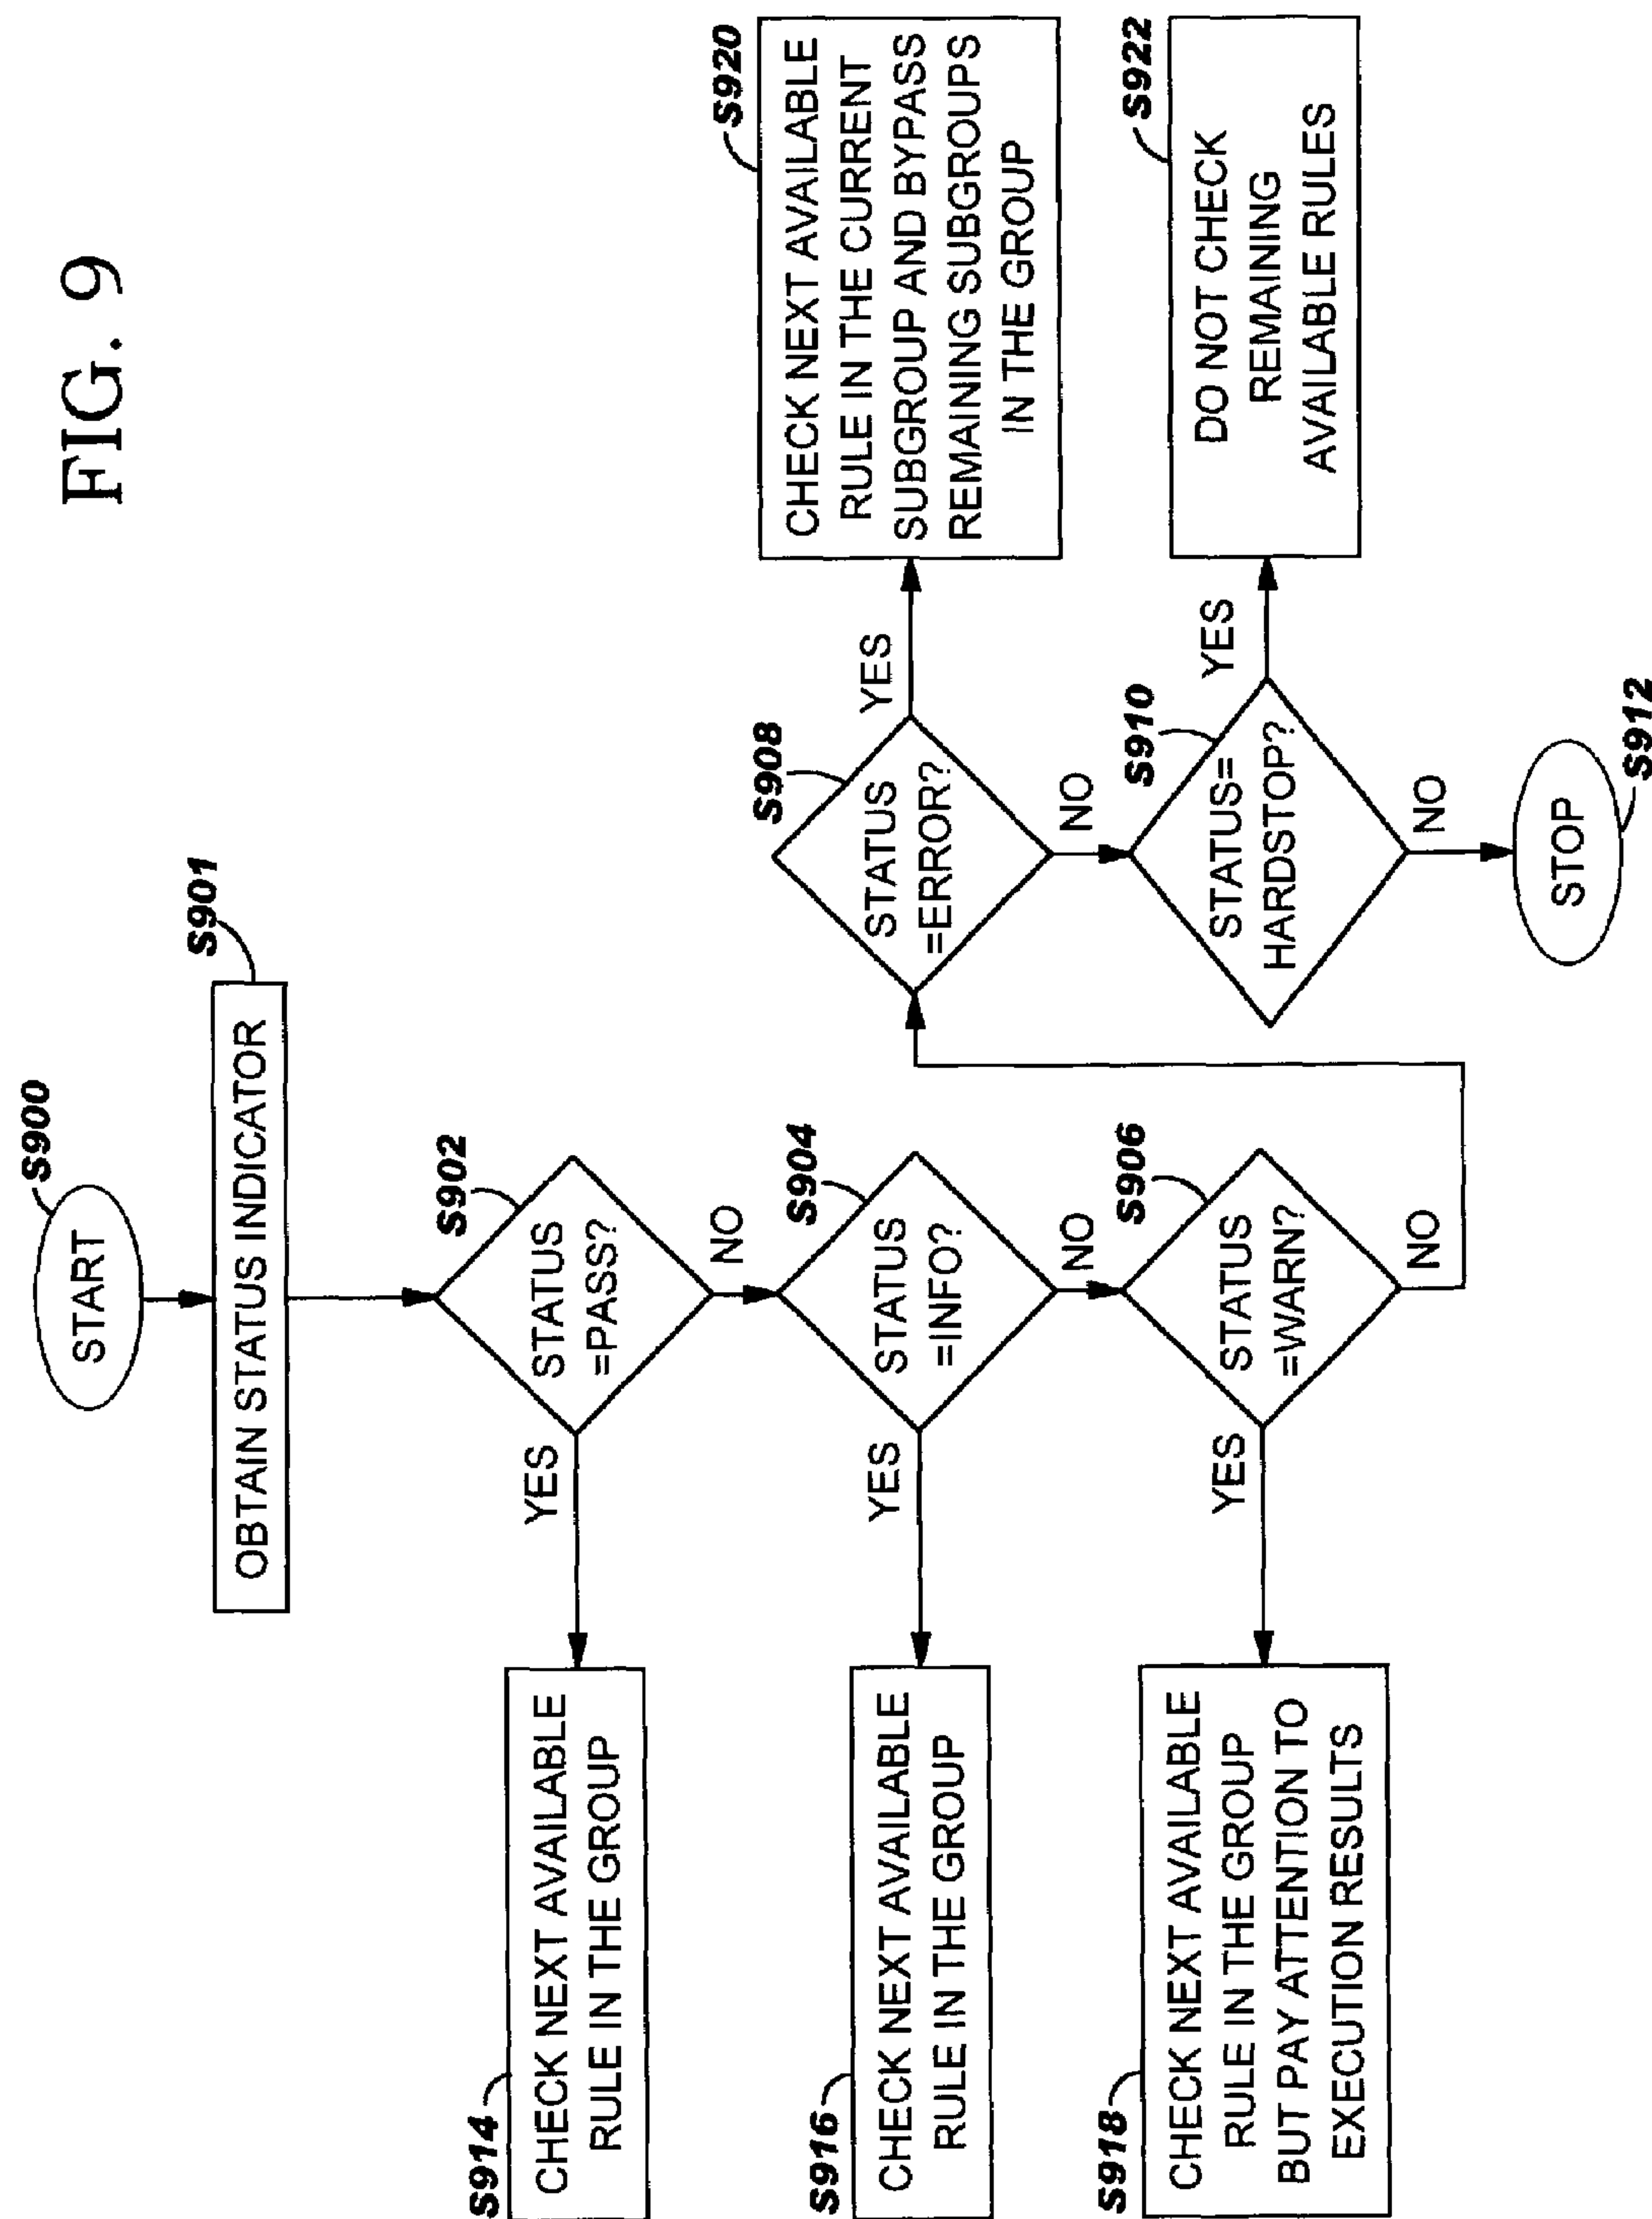 FIG. 9
S900
START
S901
OBTAIN STATUS INDICATOR
S902
STATUS
=PASS?
YES
NO
S914
CHECK NEXT AVAILABLE
RULE IN THE GROUP
S904
STATUS
=INFO?
YES
NO
S916
CHECK NEXT AVAILABLE
RULE IN THE GROUP
S906
STATUS
=WARN?
YES
NO
S918
CHECK NEXT AVAILABLE
RULE IN THE GROUP
BUT PAY ATTENTION TO
EXECUTION RESULTS
S908
STATUS
=ERROR?
YES
NO
S920
CHECK NEXT AVAILABLE
RULE IN THE CURRENT
SUBGROUP AND BYPASS
REMAINING SUBGROUPS
IN THE GROUP
S910
STATUS=
HARDSTOP?
YES
NO
S922
DO NOT CHECK
REMAINING
AVAILABLE RULES
STOP
S912